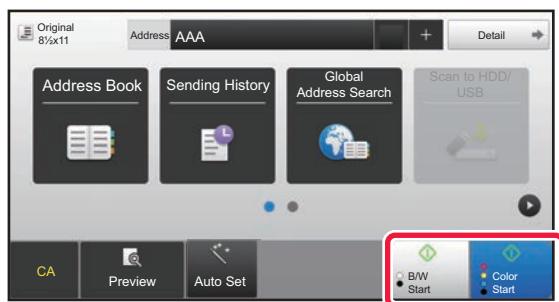 Original
8½x11
Address
AAA
+
Detail
Address Book
Sending History
Global
Address Search
Scan to HDD/
USB
CA
Preview
Auto Set
B/W
Start
Color
Start